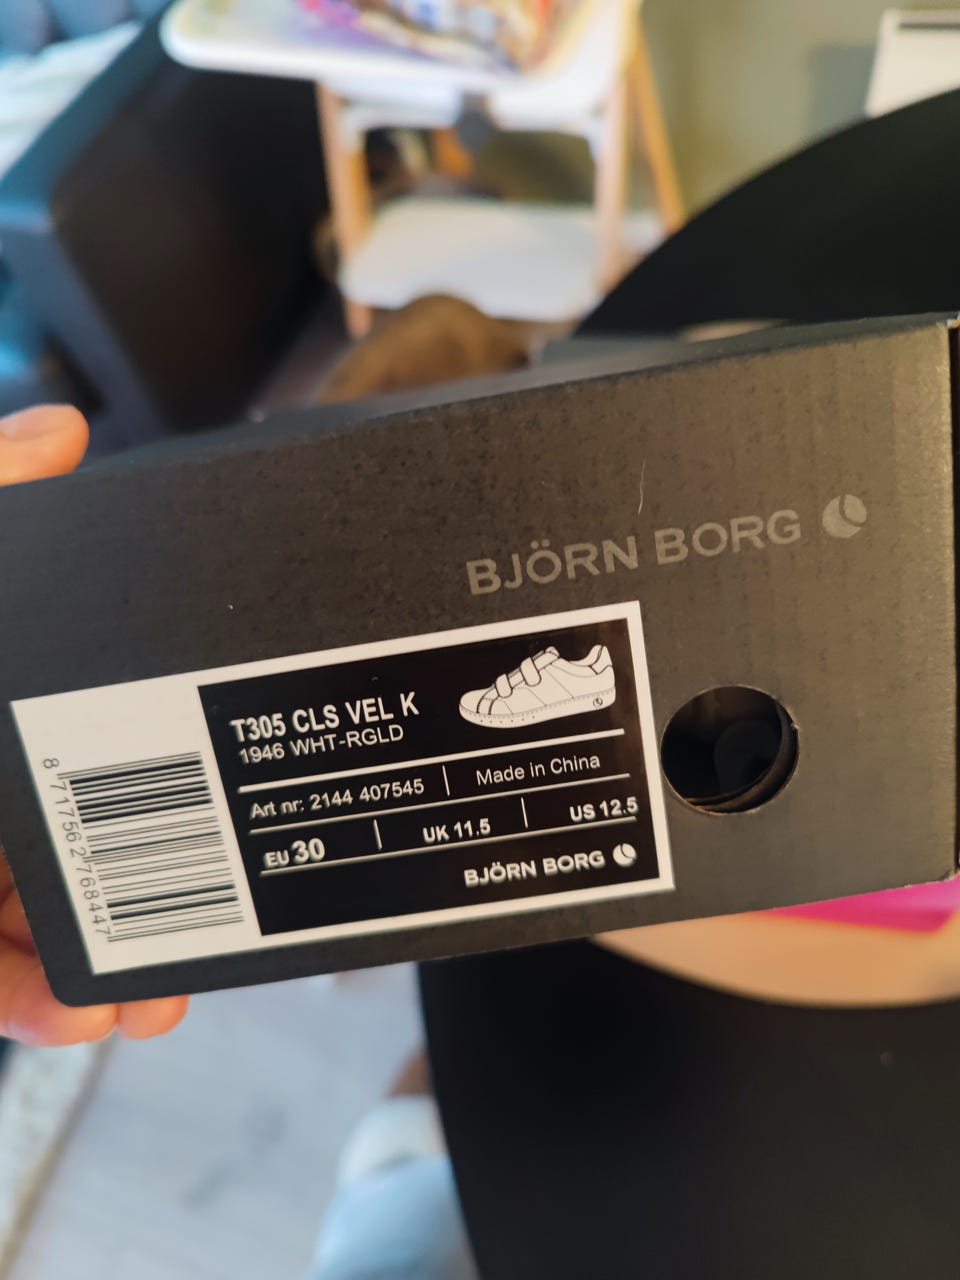 BJÖRN BORG
T305 CLS VEL K
1946 WHT-RGLD
Art nr: 2144 407545
Made in China
EU 30
UK 11.5
US 12.5
BJÖRN BORG
8 717562 768447